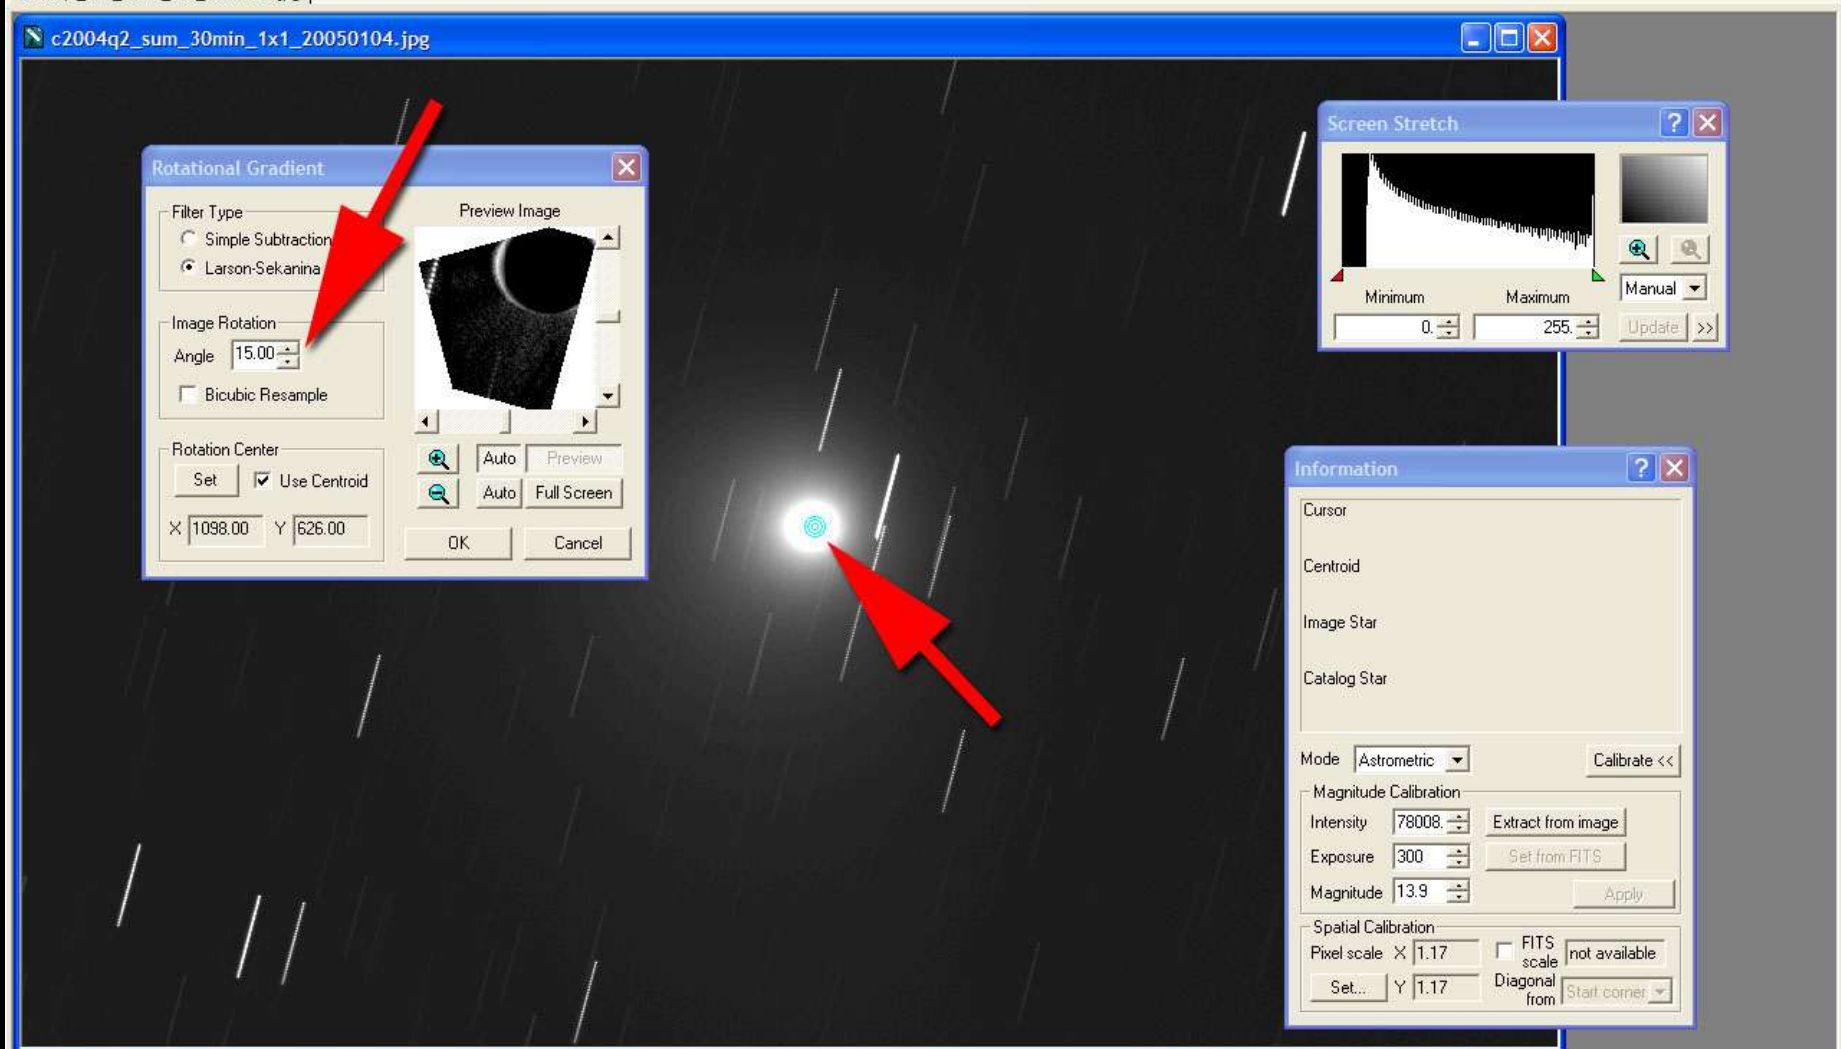 c2004q2_sum_30min_1x1_20050104.jpg
Rotational Gradient
Filter Type
Simple Subtraction
Larson-Sekanina
Image Rotation
Angle 15.00
Bicubic Resample
Rotation Center
Set Use Centroid
X 1098.00 Y 626.00
Preview Image
Auto Preview
Auto Full Screen
OK Cancel
Screen Stretch
Minimum Maximum
0. 255.
Manual
Update >>
Information
Cursor
Centroid
Image Star
Catalog Star
Mode Astrometric Calibrate <<
Magnitude Calibration
Intensity 78008. Extract from image
Exposure 300 Set from FITS
Magnitude 13.9 Apply
Spatial Calibration
Pixel scale X 1.17 FITS scale not available
Set... Y 1.17 Diagonal from Start corner